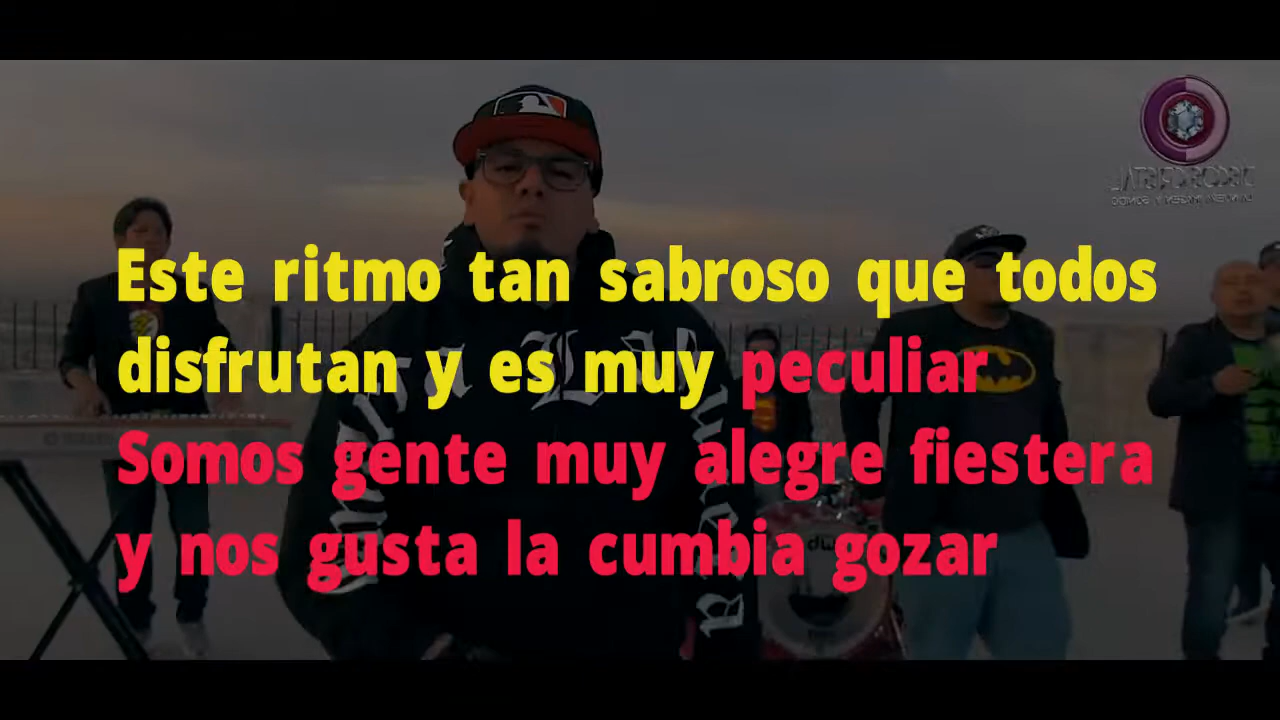 Este ritmo tan sabroso que todos
disfrutan y es muy peculiar
Somos gente muy alegre fiestera
y nos gusta la cumbia gozar